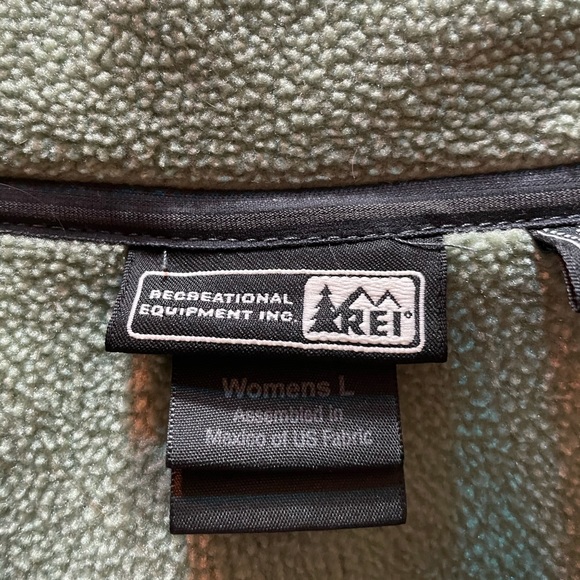 RECREATIONAL
EQUIPMENT INC.
REI
Womens L
Assembled in
Mexico of US Fabric